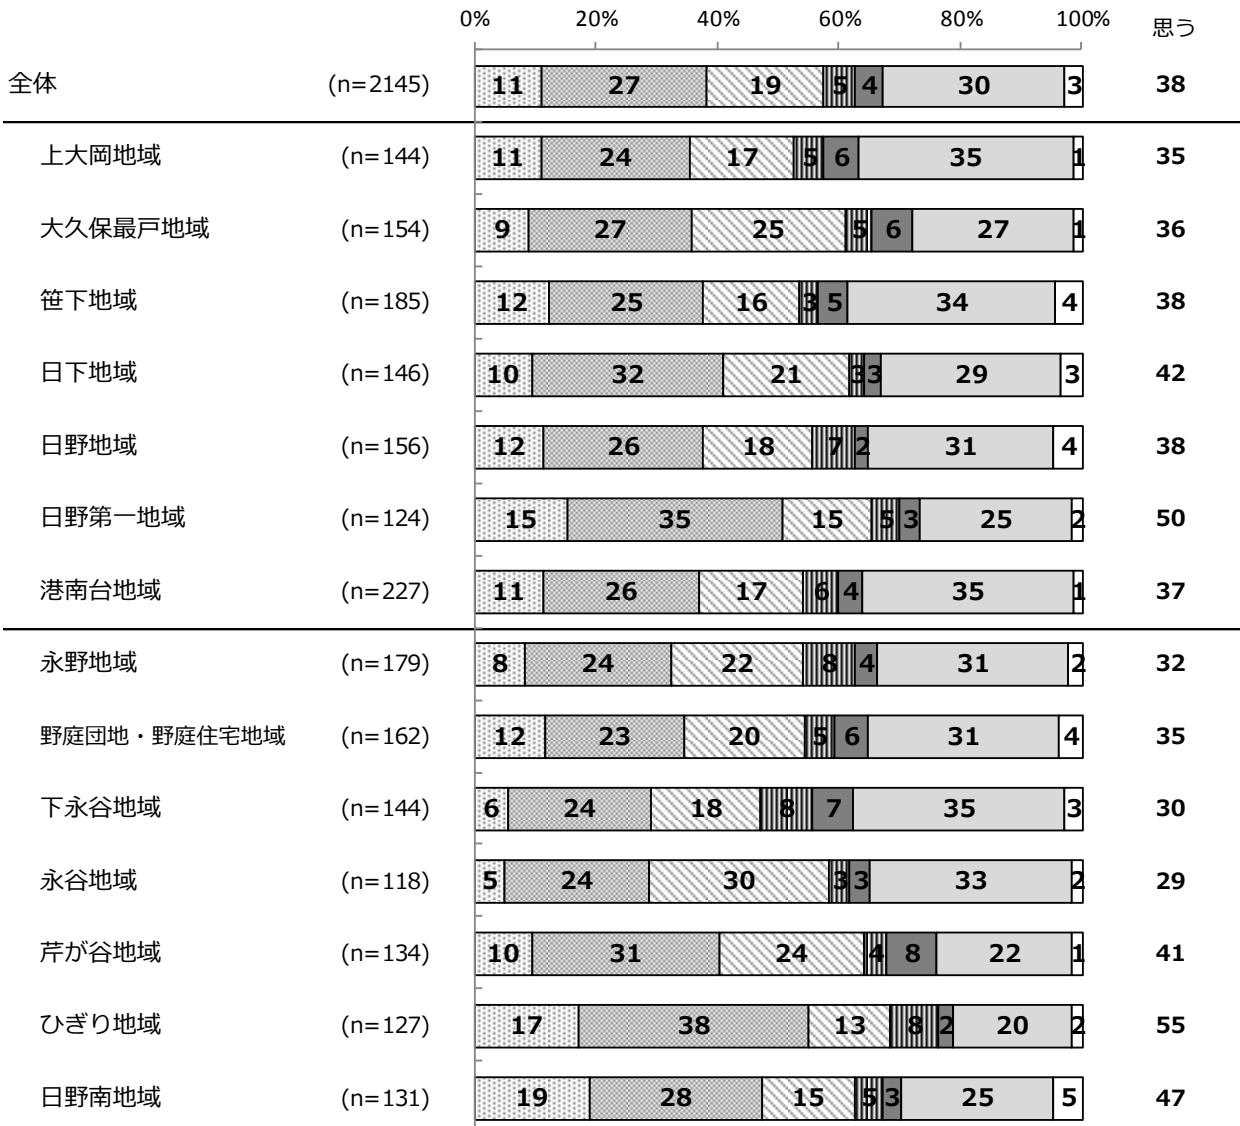 0% 20% 40% 60% 80% 100% 思う
全体 (n=2145) 11 27 19 5 4 30 3 38
上大岡地域 (n=144) 11 24 17 5 6 35 1 35
大久保最戸地域 (n=154) 9 27 25 5 6 27 1 36
笹下地域 (n=185) 12 25 16 3 5 34 4 38
日下地域 (n=146) 10 32 21 3 3 29 3 42
日野地域 (n=156) 12 26 18 7 2 31 4 38
日野第一地域 (n=124) 15 35 15 5 3 25 2 50
港南台地域 (n=227) 11 26 17 6 4 35 1 37
永野地域 (n=179) 8 24 22 8 4 31 2 32
野庭団地・野庭住宅地域 (n=162) 12 23 20 5 6 31 4 35
下永谷地域 (n=144) 6 24 18 8 7 35 3 30
永谷地域 (n=118) 5 24 30 3 3 33 2 29
芹が谷地域 (n=134) 10 31 24 4 8 22 1 41
ひぎり地域 (n=127) 17 38 13 8 2 20 2 55
日野南地域 (n=131) 19 28 15 5 3 25 5 47